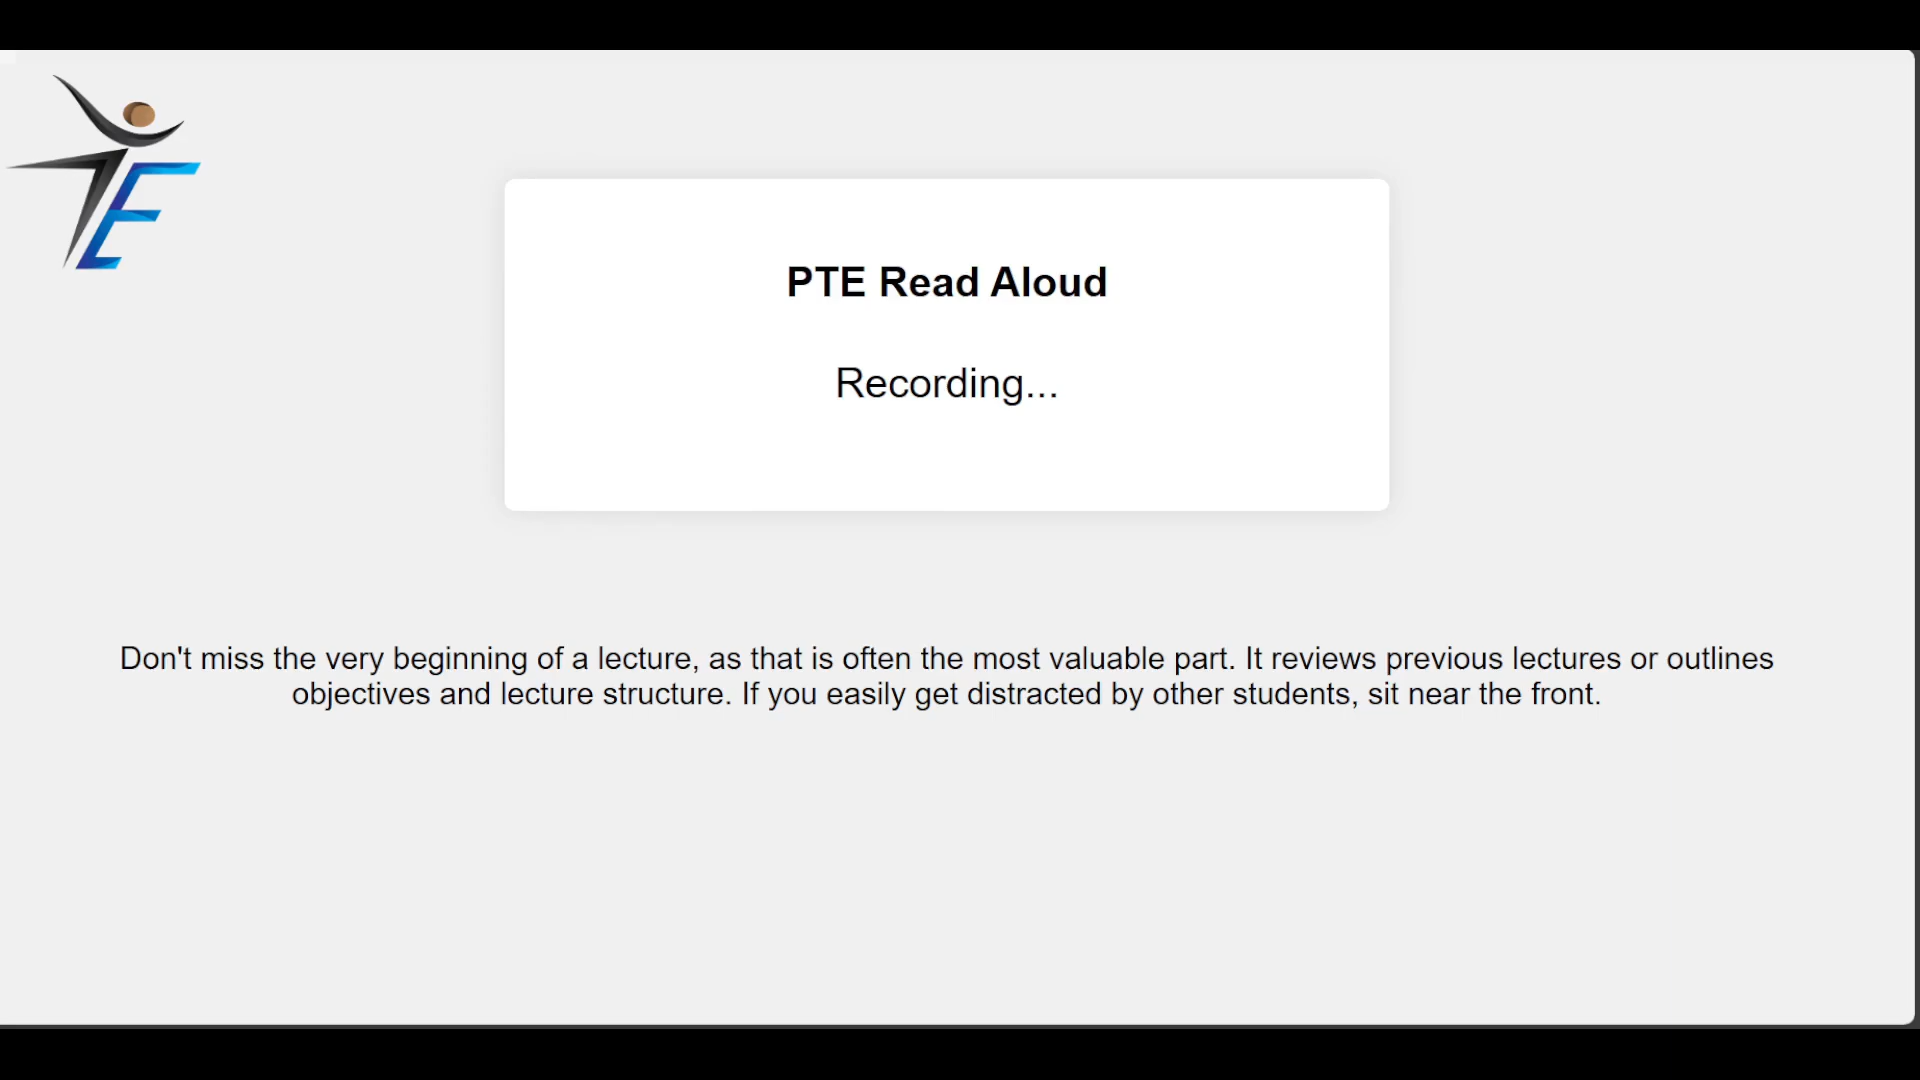 PTE Read Aloud
Recording...
Don't miss the very beginning of a lecture, as that is often the most valuable part. It reviews previous lectures or outlines
objectives and lecture structure. If you easily get distracted by other students, sit near the front.